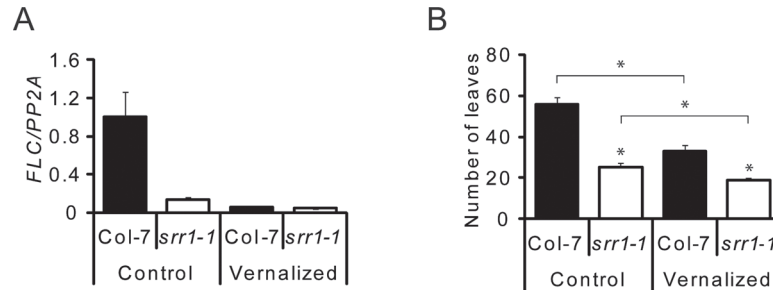 A
FLC/PP2A
1.6
1.2
0.8
0.4
0
Col-7 srr1-1 Col-7 srr1-1
Control Vernalized
B
Number of leaves
80
60
40
20
0
*
*
*
*
Col-7 srr1-1 Col-7 srr1-1
Control Vernalized